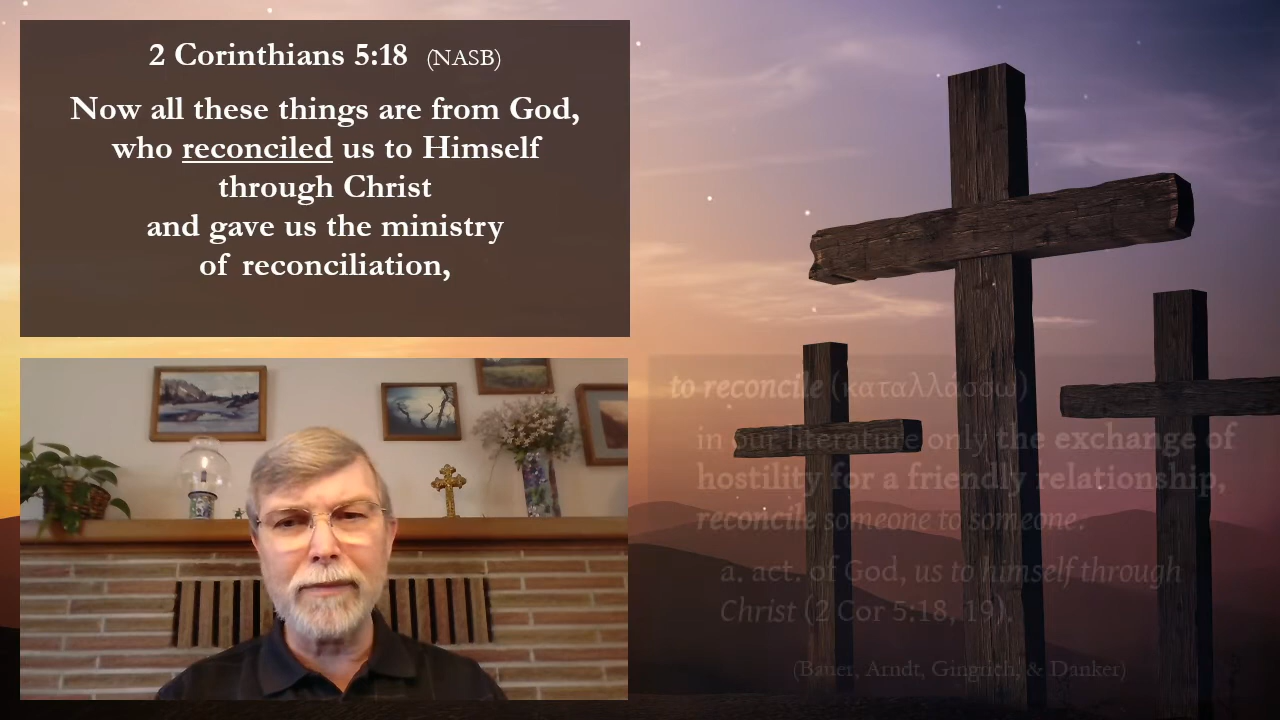 2 Corinthians 5:18 (NASB)
Now all these things are from God,
who reconciled us to Himself
through Christ
and gave us the ministry
of reconciliation,
to reconcile (καταλλάσσω)
in our literature only the exchange of
hostility for a friendly relationship,
reconcile someone to someone.
a. act. of God, us to himself through
Christ (2 Cor 5:18, 19).
(Bauer, Arndt, Gingrich, & Danker)